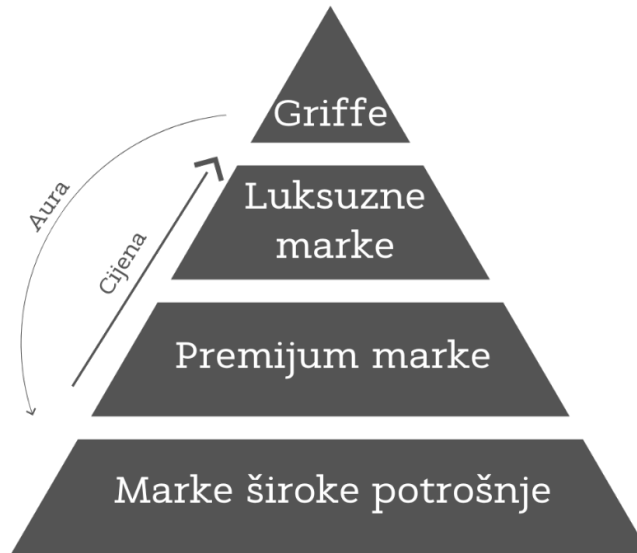 Griffe
Luksuzne
marke
Aura
Cijena
Premijum marke
Marke široke potrošnje